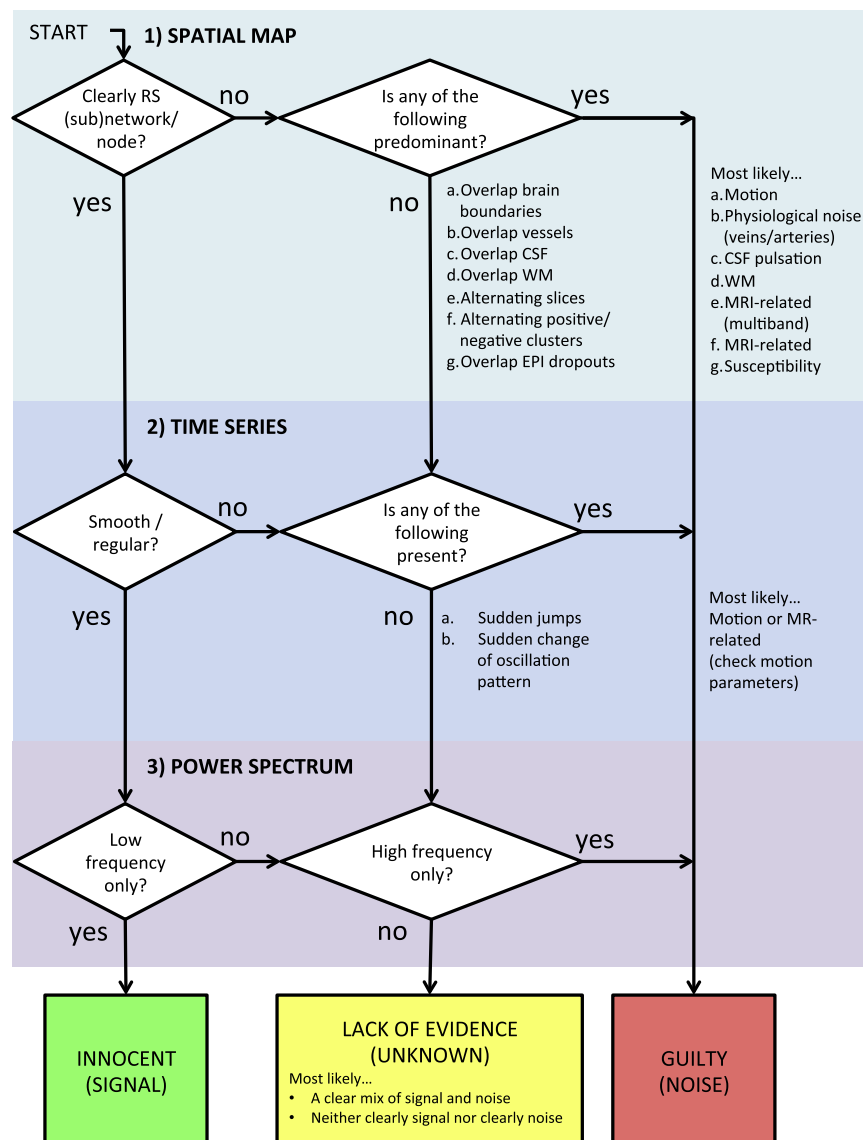 START
1) SPATIAL MAP
Clearly RS
(sub)network/
node?
no
Is any of the
following
predominant?
yes
yes
no
a.Overlap brain
boundaries
b.Overlap vessels
c. Overlap CSF
d.Overlap WM
e.Alternating slices
f. Alternating positive/
negative clusters
g.Overlap EPI dropouts
Most likely...
a.Motion
b.Physiological noise
(veins/arteries)
c. CSF pulsation
d.WM
e.MRI-related
(multiband)
f. MRI-related
g.Susceptibility
2) TIME SERIES
Smooth /
regular?
no
Is any of the
following
present?
yes
yes
no
a. Sudden jumps
b. Sudden change
of oscillation
pattern
Most likely...
Motion or MR-
related
(check motion
parameters)
3) POWER SPECTRUM
Low
frequency
only?
no
High frequency
only?
yes
yes
no
INNOCENT
(SIGNAL)
LACK OF EVIDENCE
(UNKNOWN)
Most likely...
• A clear mix of signal and noise
• Neither clearly signal nor clearly noise
GUILTY
(NOISE)